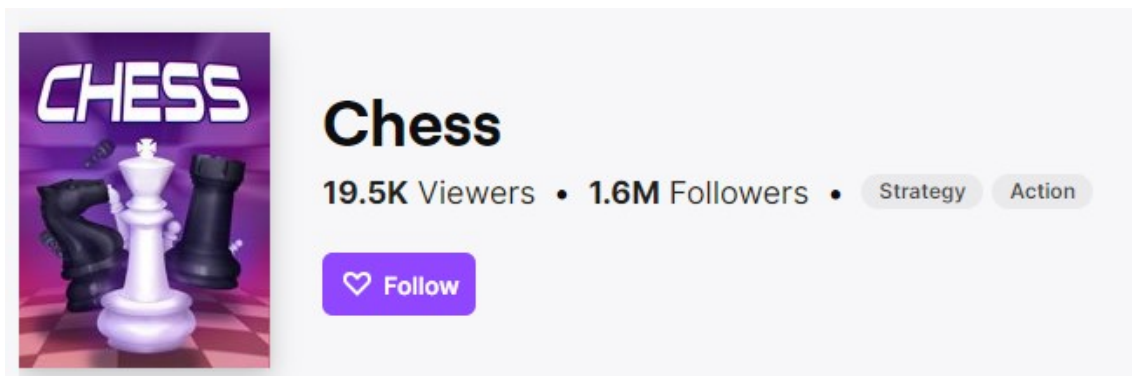 CHESS
Chess
19.5K Viewers • 1.6M Followers • Strategy Action
Follow